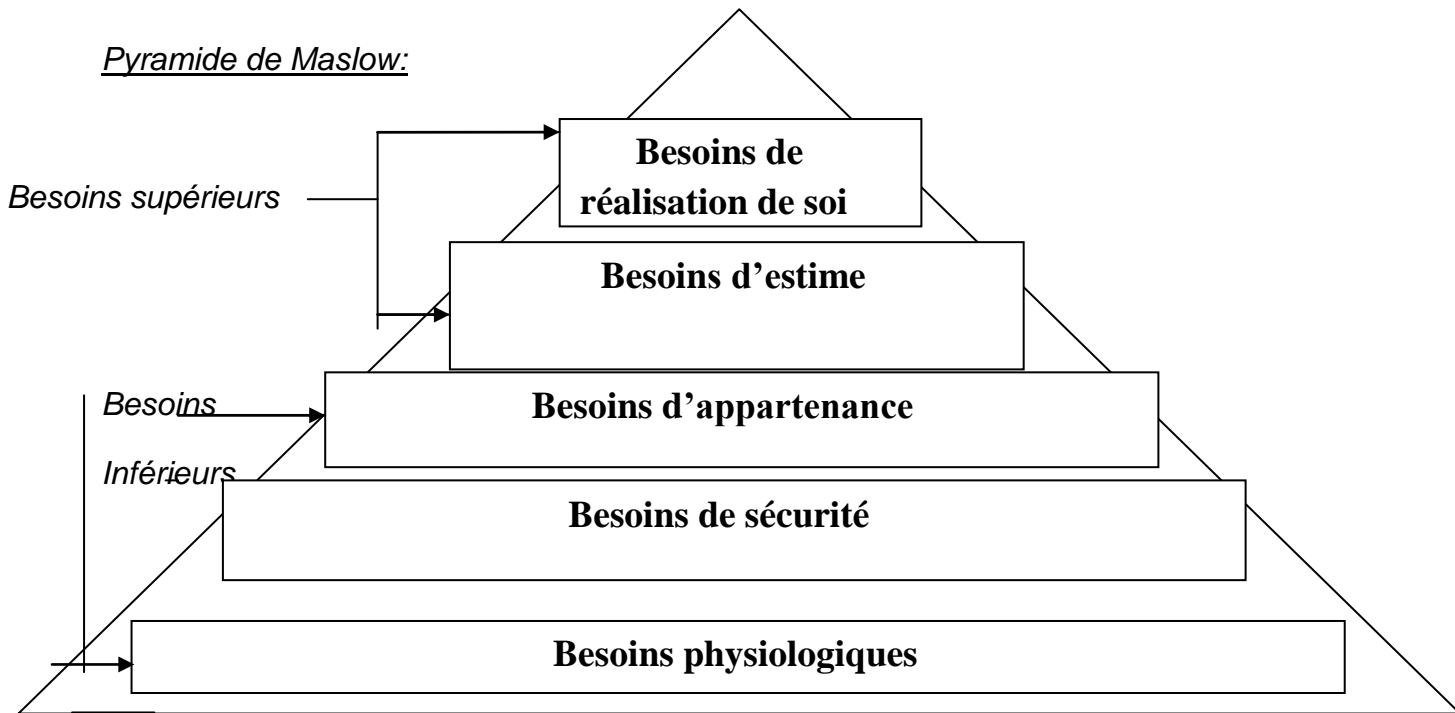 Pyramide de Maslow:
Besoins de
réalisation de soi
Besoins supérieurs
Besoins d’estime
Besoins
Besoins d’appartenance
Inférieurs
Besoins de sécurité
Besoins physiologiques